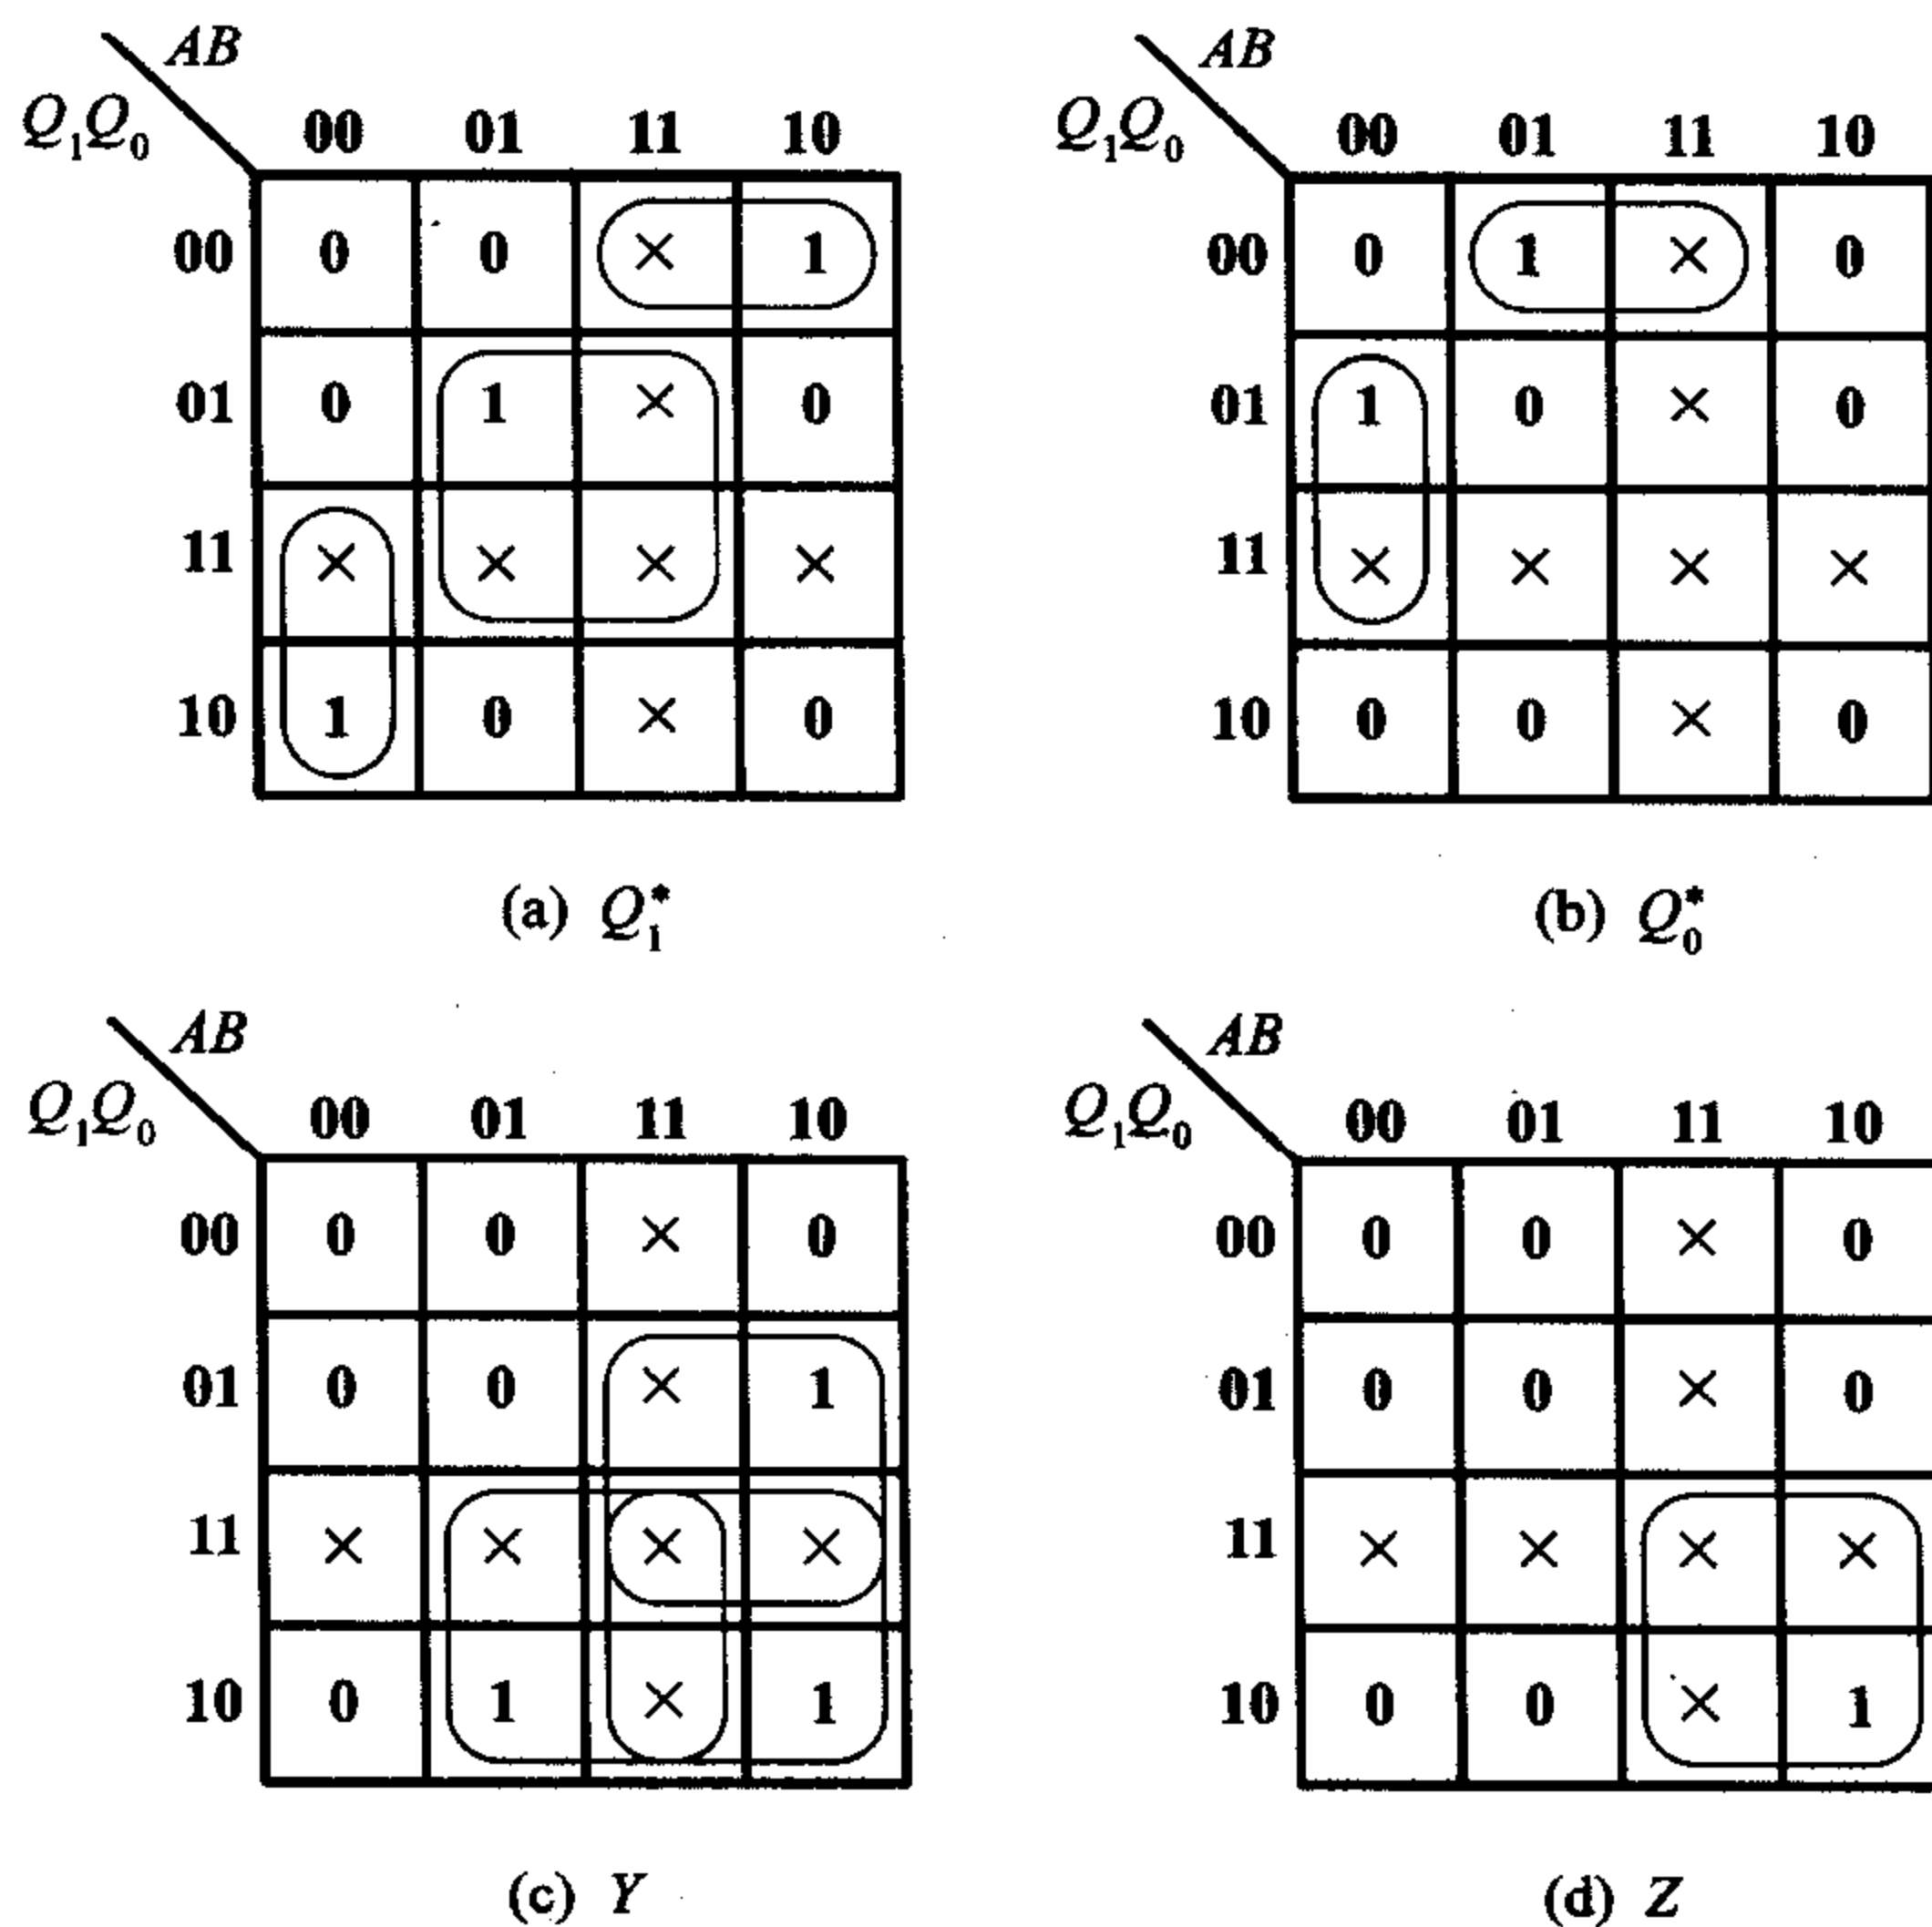 AB AB
Q₁Q₀ 00 01 11 10 Q₁Q₀ 00 01 11 10
00 0 0 × 1 00 0 1 × 0
01 0 1 × 0 01 1 0 × 0
11 × × × × 11 × × × ×
10 1 0 × 0 10 0 0 × 0
(a) Q₁* (b) Q₀*
AB AB
Q₁Q₀ 00 01 11 10 Q₁Q₀ 00 01 11 10
00 0 0 × 0 00 0 0 × 0
01 0 0 × 1 01 0 0 × 0
11 × × × × 11 × × × ×
10 0 1 × 1 10 0 0 × 1
(c) Y (d) Z